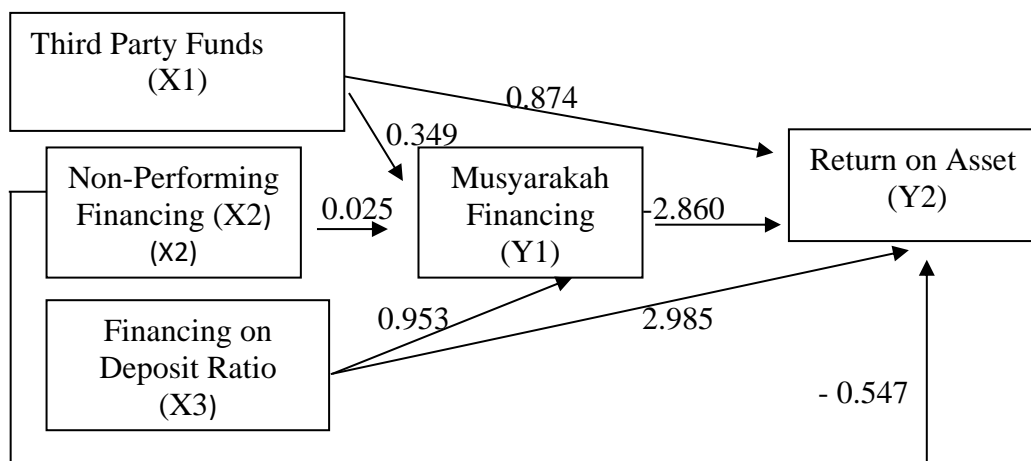 Third Party Funds
(X1)
0.874
0.349
Non-Performing
Financing (X2)
(X2)
0.025
Musyarakah
Financing
(Y1)
-2.860
Return on Asset
(Y2)
Financing on
Deposit Ratio
(X3)
0.953
2.985
- 0.547